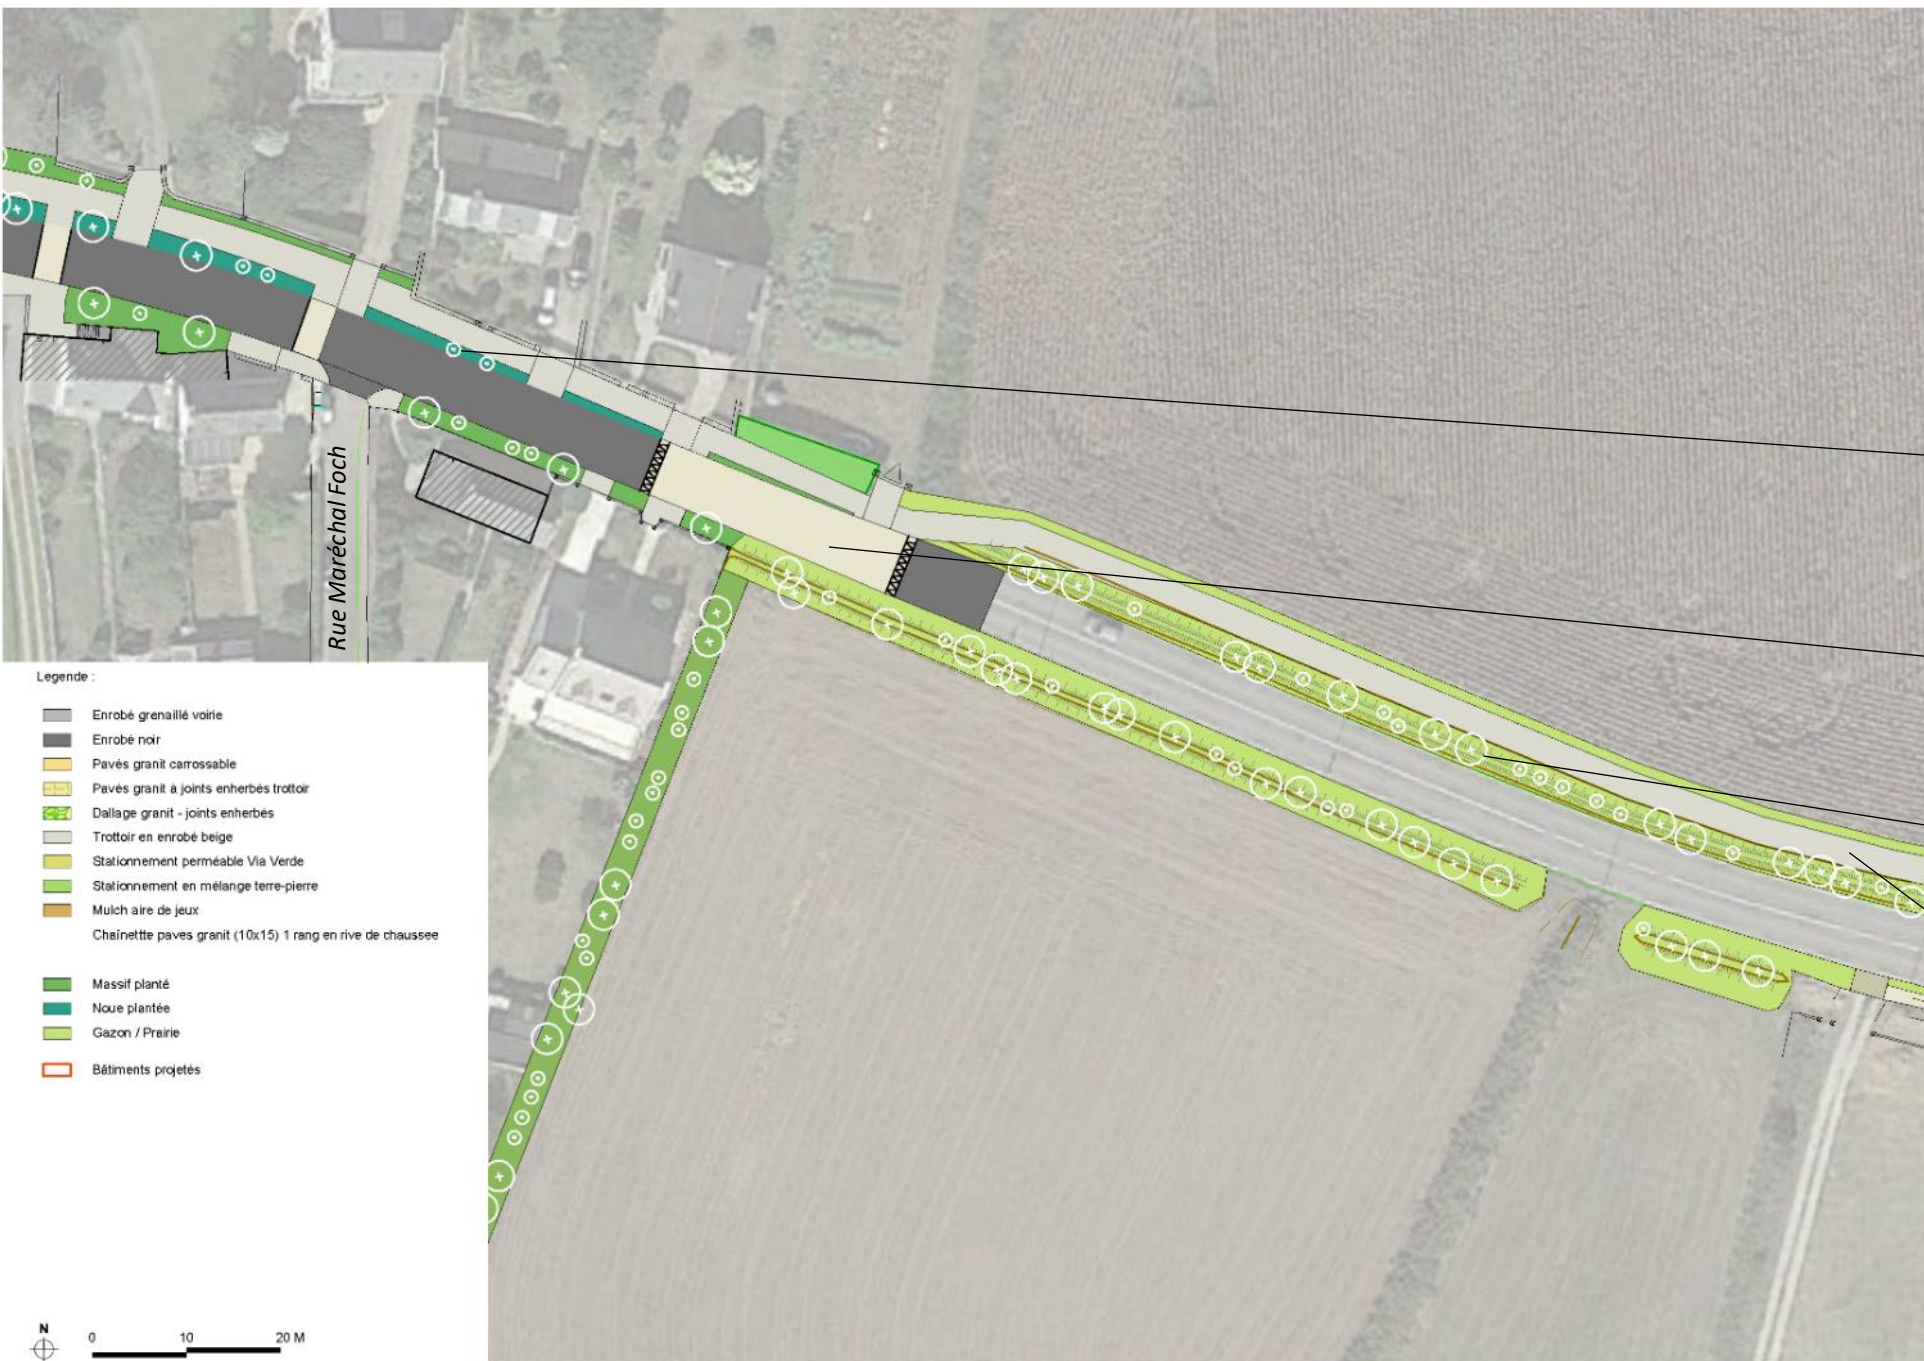 Rue Maréchal Foch
Legende :
Enrobé grenaillé voirie
Enrobé noir
Pavés granit carrossable
Pavés granit à joints enherbés trottoir
Dallage granit - joints enherbés
Trottoir en enrobé beige
Stationnement perméable Via Verde
Stationnement en mélange terre-pierre
Mulch aire de jeux
Chaînettte paves granit (10x15) 1 rang en rive de chaussee
Massif planté
Noue plantée
Gazon / Prairie
Bâtiments projetés
N
0 10 20 M